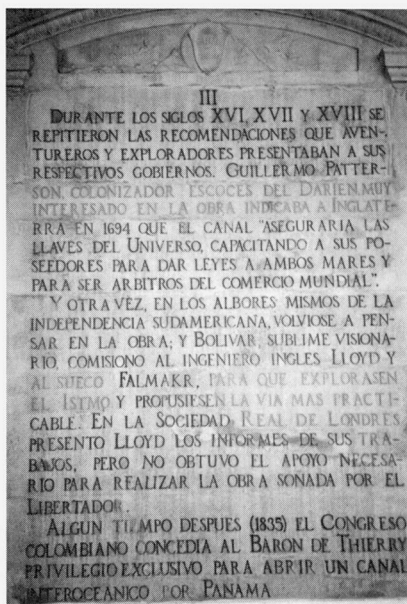 III
DURANTE LOS SIGLOS XVI, XVII Y XVIII SE
REPITIERON LAS RECOMENDACIONES QUE AVEN-
TUREROS Y EXPLORADORES PRESENTABAN A SUS
RESPECTIVOS GOBIERNOS. GUILLERMO PATTER-
SON, COLONIZADOR ESCOCES DEL DARIEN, MUY
INTERESADO EN LA OBRA INDICABA A INGLATE-
RRA EN 1694 QUE EL CANAL "ASEGURARIA LAS
LLAVES DEL UNIVERSO, CAPACITANDO A SUS PO-
SEEDORES PARA DAR LEYES A AMBOS MARES Y
PARA SER ARBITROS DEL COMERCIO MUNDIAL".
Y OTRA VEZ, EN LOS ALBORES MISMOS DE LA
INDEPENDENCIA SUDAMERICANA, VOLVIOSE A PEN-
SAR EN LA OBRA; Y BOLIVAR, SUBLIME VISIONA-
RIO, COMISIONO AL INGENIERO INGLES LLOYD Y
AL SUECO FALMAKR, PARA QUE EXPLORASEN
EL ISTMO Y PROPUSIESEN LA VIA MAS PRACTI-
CABLE. EN LA SOCIEDAD REAL DE LONDRES
PRESENTO LLOYD LOS INFORMES DE SUS TRA-
BAJOS, PERO NO OBTUVO EL APOYO NECESA-
RIO PARA REALIZAR LA OBRA SOÑADA POR EL
LIBERTADOR.
ALGUN TIEMPO DESPUES (1835) EL CONGRESO
COLOMBIANO CONCEDIA AL BARON DE THIERRY
PRIVILEGIO EXCLUSIVO PARA ABRIR UN CANAL
INTEROCEANICO POR PANAMA